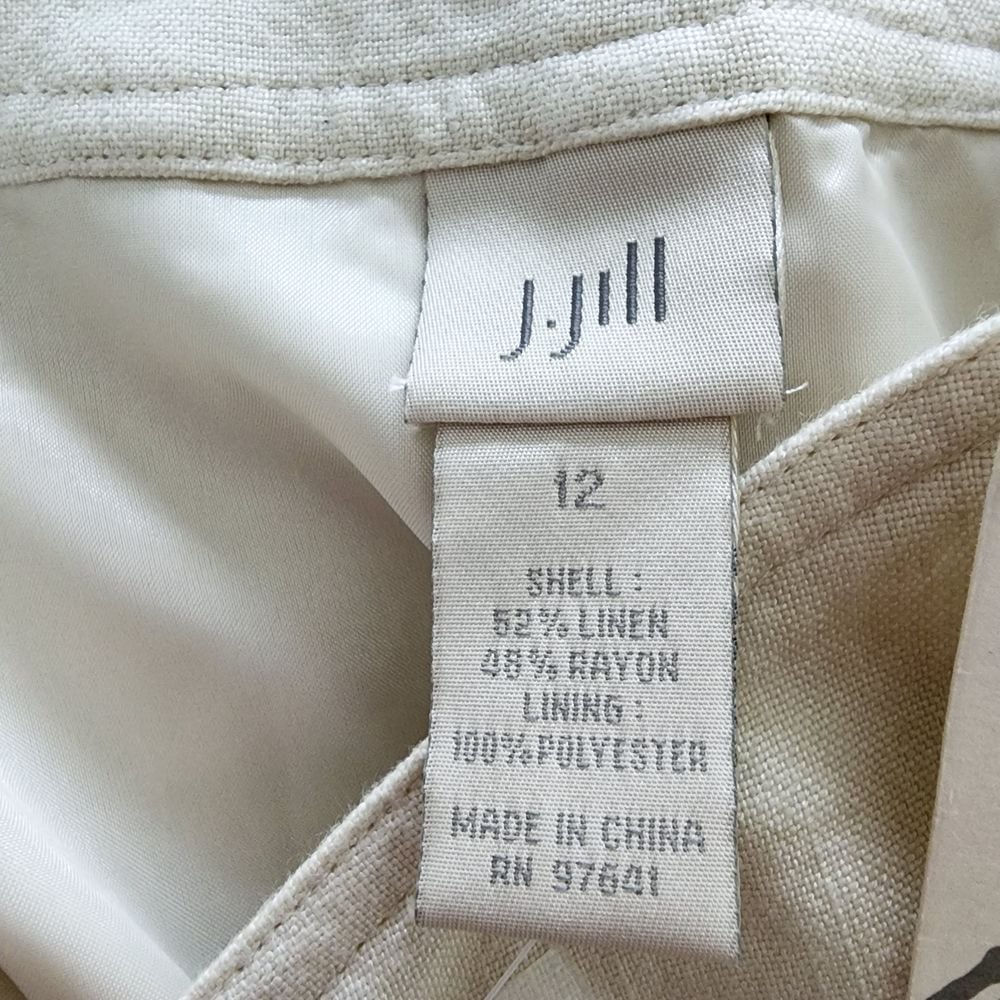 J.Jill
12
SHELL :
52% LINEN
48% RAYON
LINING :
100% POLYESTER
MADE IN CHINA
RN 97641